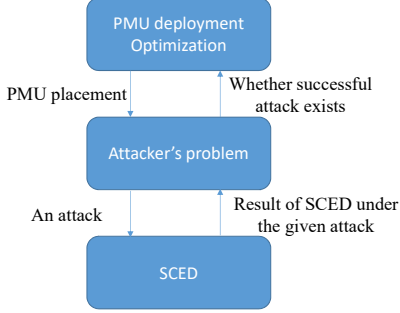 PMU deployment
Optimization
PMU placement
Whether successful
attack exists
Attacker's problem
An attack
Result of SCED under
the given attack
SCED